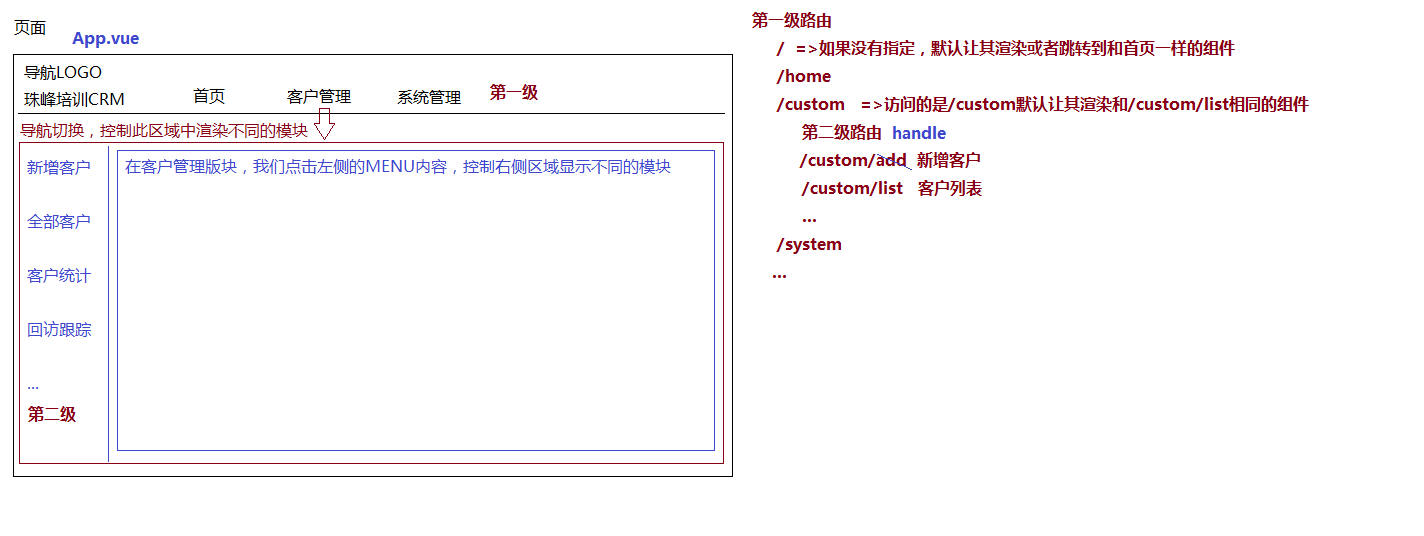 页面
App.vue
导航LOGO
珠峰培训CRM
首页
客户管理
系统管理
第一级
导航切换，控制此区域中渲染不同的模块
新增客户
全部客户
客户统计
回访跟踪
...
第二级
在客户管理版块，我们点击左侧的MENU内容，控制右侧区域显示不同的模块
第一级路由
/ =>如果没有指定，默认让其渲染或者跳转到和首页一样的组件
/home
/custom =>访问的是/custom默认让其渲染和/custom/list相同的组件
第二级路由 handle
/custom/add 新增客户
/custom/list 客户列表
...
/system
...